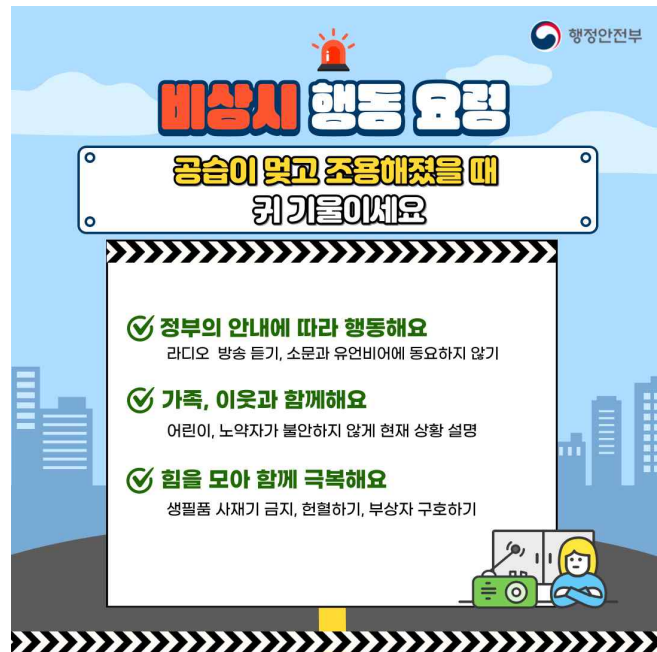 행정안전부
비상시 행동 요령
공습이 멎고 조용해졌을 때
귀 기울이세요
정부의 안내에 따라 행동해요
라디오 방송 듣기, 소문과 유언비어에 동요하지 않기
가족, 이웃과 함께해요
어린이, 노약자가 불안하지 않게 현재 상황 설명
힘을 모아 함께 극복해요
생필품 사재기 금지, 헌혈하기, 부상자 구호하기